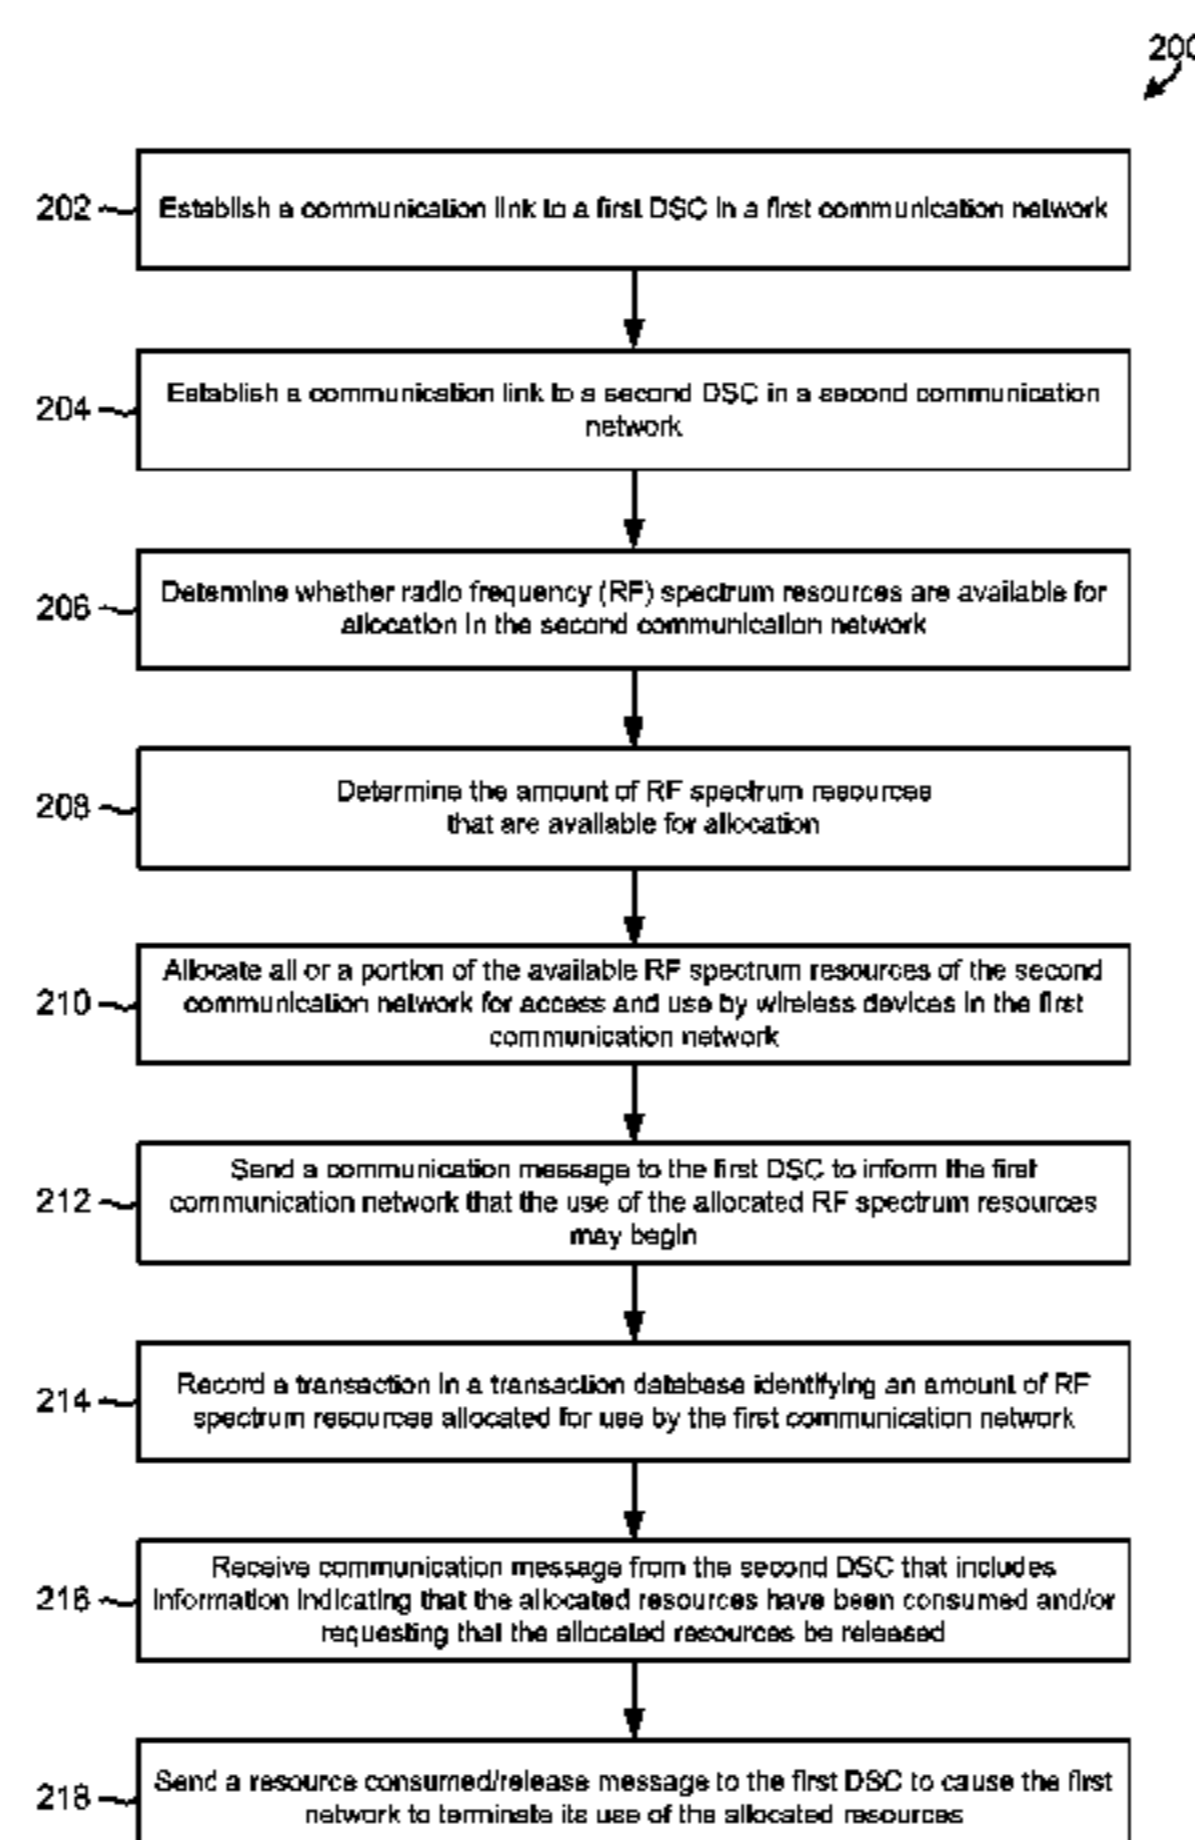 200
202
Establish a communication link to a first DSC in a first communication network
204
Establish a communication link to a second DSC in a second communication
network
206
Determine whether radio frequency (RF) spectrum resources are available for
allocation in the second communication network
208
Determine the amount of RF spectrum resources
that are available for allocation
210
Allocate all or a portion of the available RF spectrum resources of the second
communication network for access and use by wireless devices in the first
communication network
212
Send a communication message to the first DSC to inform the first
communication network that the use of the allocated RF spectrum resources
may begin
214
Record a transaction in a transaction database identifying an amount of RF
spectrum resources allocated for use by the first communication network
216
Receive communication message from the second DSC that includes
information indicating that the allocated resources have been consumed and/or
requesting that the allocated resources be released
218
Send a resource consumed/release message to the first DSC to cause the first
network to terminate its use of the allocated resources